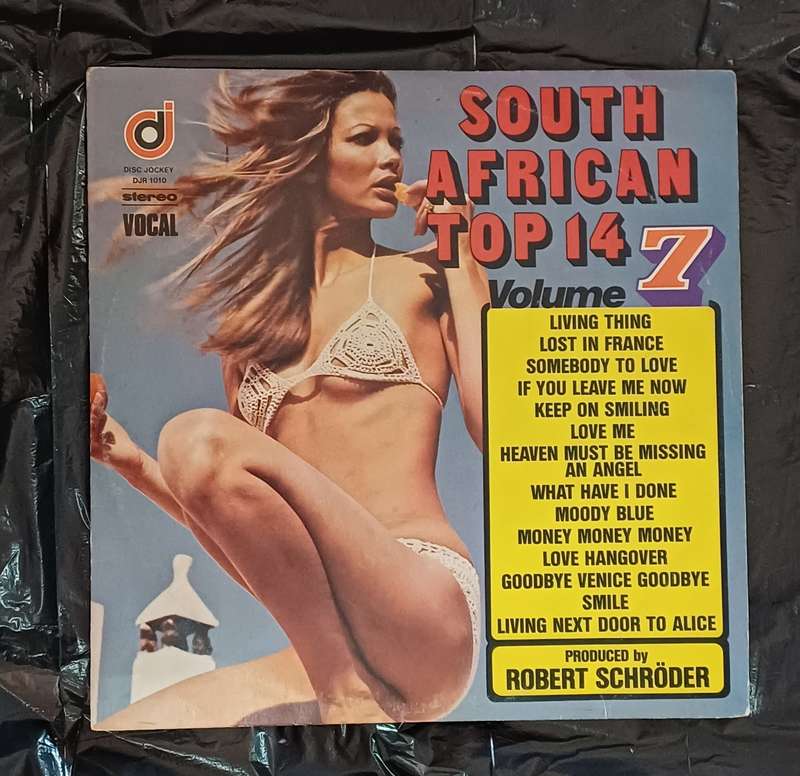 dj
DISC JOCKEY
DJR 1010
stereo
VOCAL
SOUTH
AFRICAN
TOP 14
Volume 7
LIVING THING
LOST IN FRANCE
SOMEBODY TO LOVE
IF YOU LEAVE ME NOW
KEEP ON SMILING
LOVE ME
HEAVEN MUST BE MISSING
AN ANGEL
WHAT HAVE I DONE
MOODY BLUE
MONEY MONEY MONEY
LOVE HANGOVER
GOODBYE VENICE GOODBYE
SMILE
LIVING NEXT DOOR TO ALICE
PRODUCED by
ROBERT SCHRÖDER